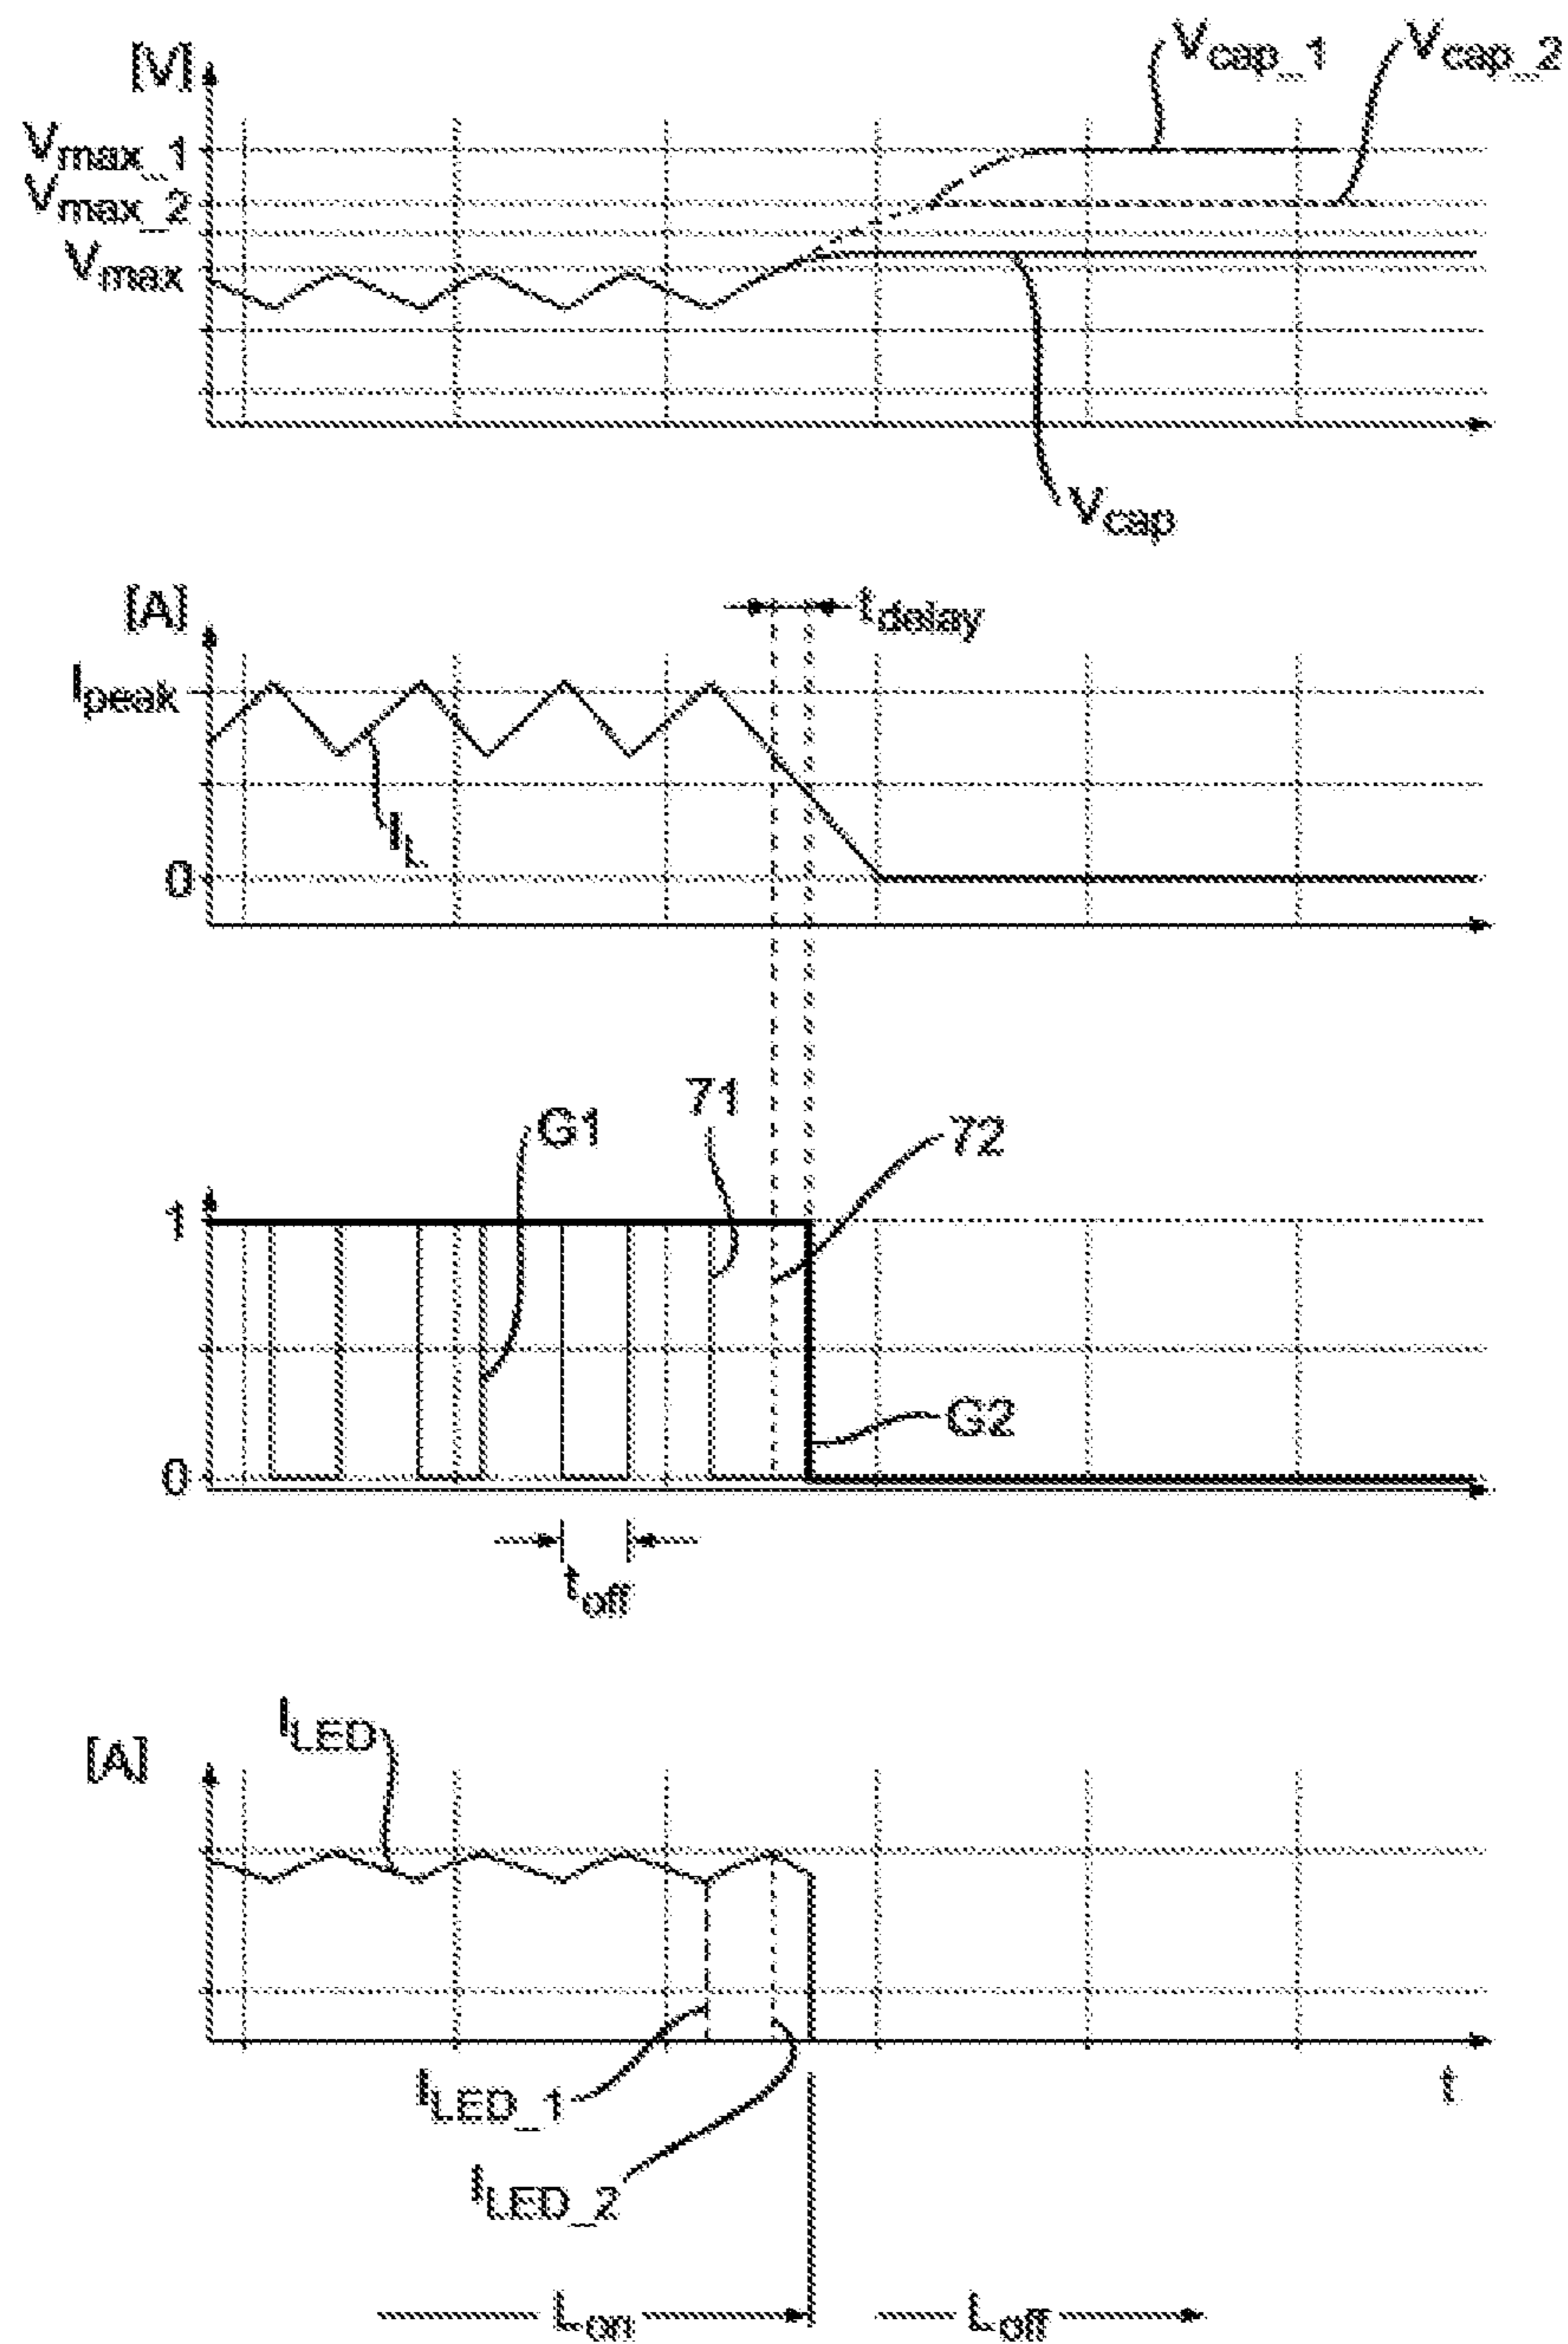 [V]
Vcap_1
Vcap_2
Vmax_1
Vmax_2
Vmax
Vcap
[A]
tdelay
Ipeak
IL
0
71
G1
72
1
G2
0
toff
ILED
[A]
ILED_1
t
ILED_2
Lon
Loff